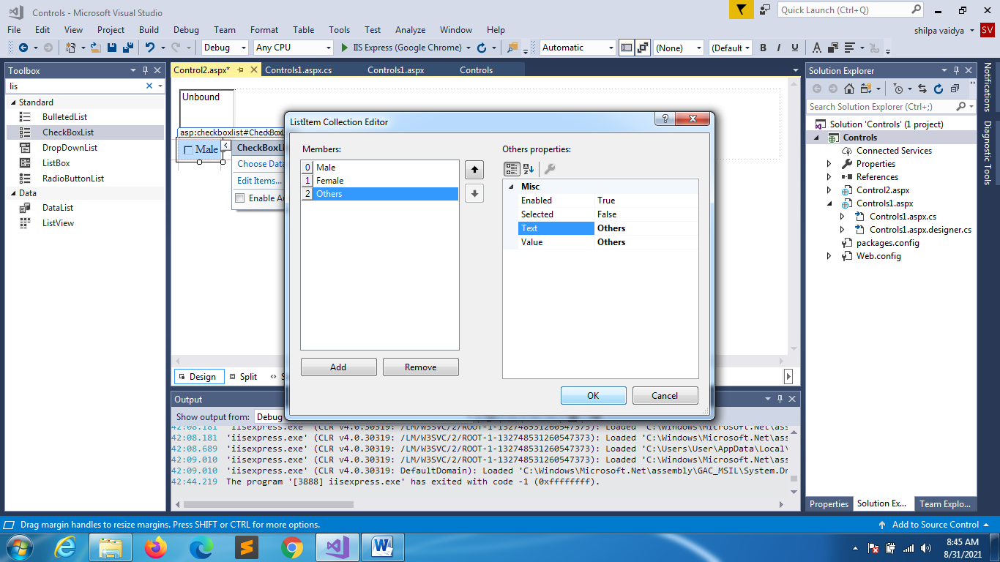 Controls - Microsoft Visual Studio
Quick Launch (Ctrl+Q)
File Edit View Project Build Debug Team Format Table Tools Test Analyze Window Help
shilpa vaidya SV
Debug Any CPU IIS Express (Google Chrome) Automatic (None) (Default B I U A
Toolbox
lis
Standard
BulletedList
CheckBoxList
DropDownList
ListBox
RadioButtonList
Data
DataList
ListView
Control2.aspx* Controls1.aspx.cs Controls1.aspx Controls
Unbound
asp:checkboxlist#CheckBoxL
Male
CheckBoxLi
Choose Data
Edit Items...
Enable Au
ListItem Collection Editor
Members:
0 Male
1 Female
2 Others
Add Remove
Others properties:
Misc
Enabled True
Selected False
Text Others
Value Others
OK Cancel
Design Split S
Output
Show output from: Debug
42:08.181 'iisexpress.exe' (CLR v4.0.30319: /LM/W3SVC/2/ROOT-1-132748531260547373): Loaded 'C:\Windows\Microsoft.Net\ass
42:08.181 'iisexpress.exe' (CLR v4.0.30319: /LM/W3SVC/2/ROOT-1-132748531260547373): Loaded 'C:\Windows\Microsoft.Net\ass
42:08.689 'iisexpress.exe' (CLR v4.0.30319: /LM/W3SVC/2/ROOT-1-132748531260547373): Loaded 'C:\Users\User\AppData\Local\
42:09.010 'iisexpress.exe' (CLR v4.0.30319: /LM/W3SVC/2/ROOT-1-132748531260547373): Loaded 'C:\Windows\Microsoft.Net\ass
42:09.010 'iisexpress.exe' (CLR v4.0.30319: DefaultDomain): Loaded 'C:\Windows\Microsoft.Net\assembly\GAC_MSIL\System.Dr
42:44.219 The program '[3888] iisexpress.exe' has exited with code -1 (0xffffffff).
Solution Explorer
Search Solution Explorer (Ctrl+;)
Solution 'Controls' (1 project)
Controls
Connected Services
Properties
References
Control2.aspx
Controls1.aspx
Controls1.aspx.cs
Controls1.aspx.designer.cs
packages.config
Web.config
Properties Solution Ex... Team Explo...
Notifications
Diagnostic Tools
Drag margin handles to resize margins. Press SHIFT or CTRL for more options.
Add to Source Control
8:45 AM
8/31/2021